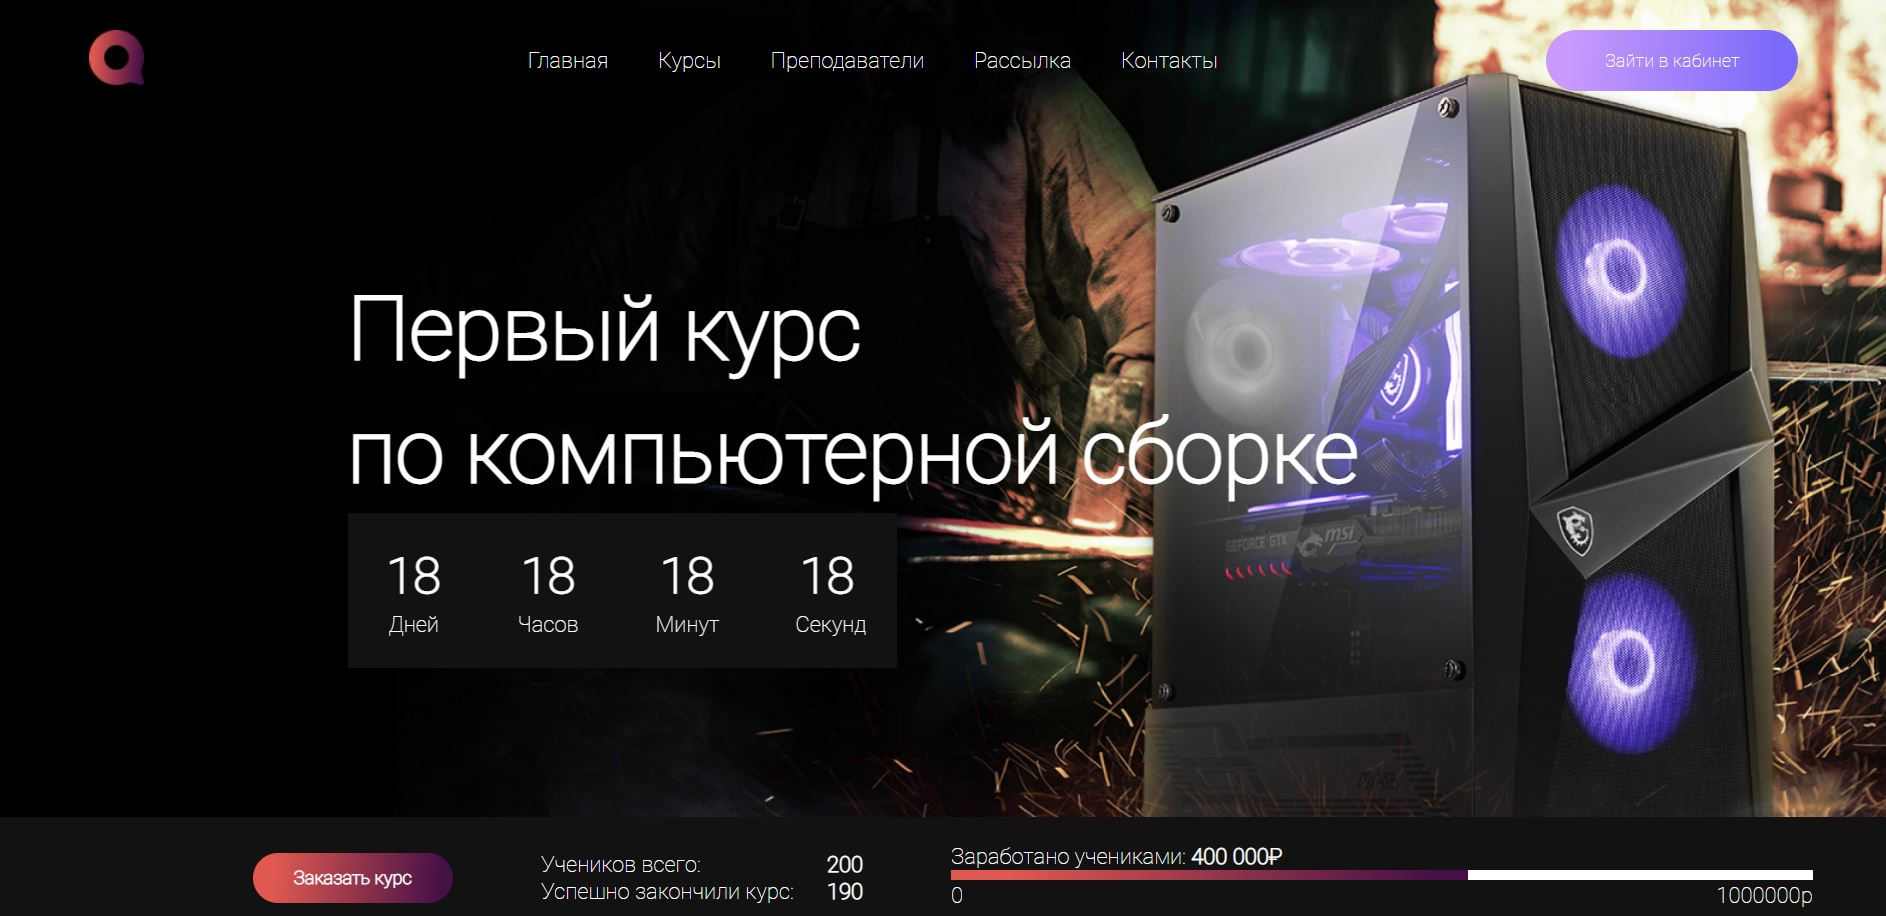 Главная Курсы Преподаватели Рассылка Контакты Зайти в кабинет
Первый курс
по компьютерной сборке
18 18 18 18
Дней Часов Минут Секунд
GEFORCE GTX msi
Заказать курс
Учеников всего: 200
Успешно закончили курс: 190
Заработано учениками: 400 000₽
0 1000000р